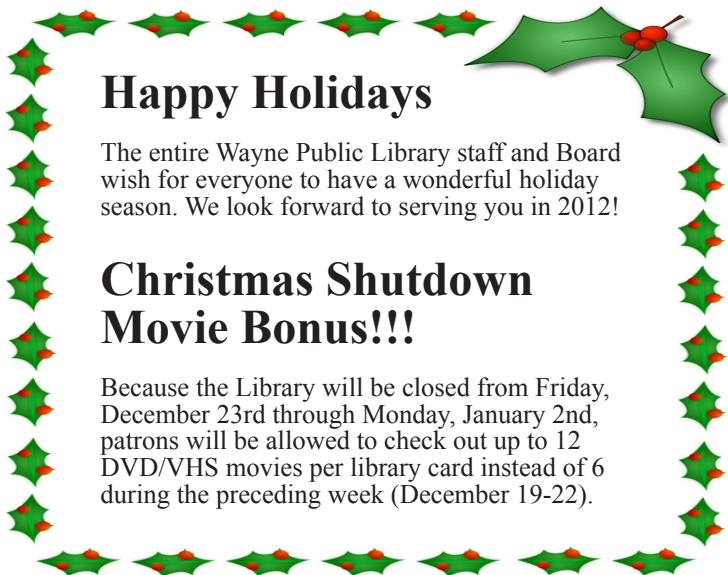 Happy Holidays
The entire Wayne Public Library staff and Board
wish for everyone to have a wonderful holiday
season. We look forward to serving you in 2012!
Christmas Shutdown
Movie Bonus!!!
Because the Library will be closed from Friday,
December 23rd through Monday, January 2nd,
patrons will be allowed to check out up to 12
DVD/VHS movies per library card instead of 6
during the preceding week (December 19-22).